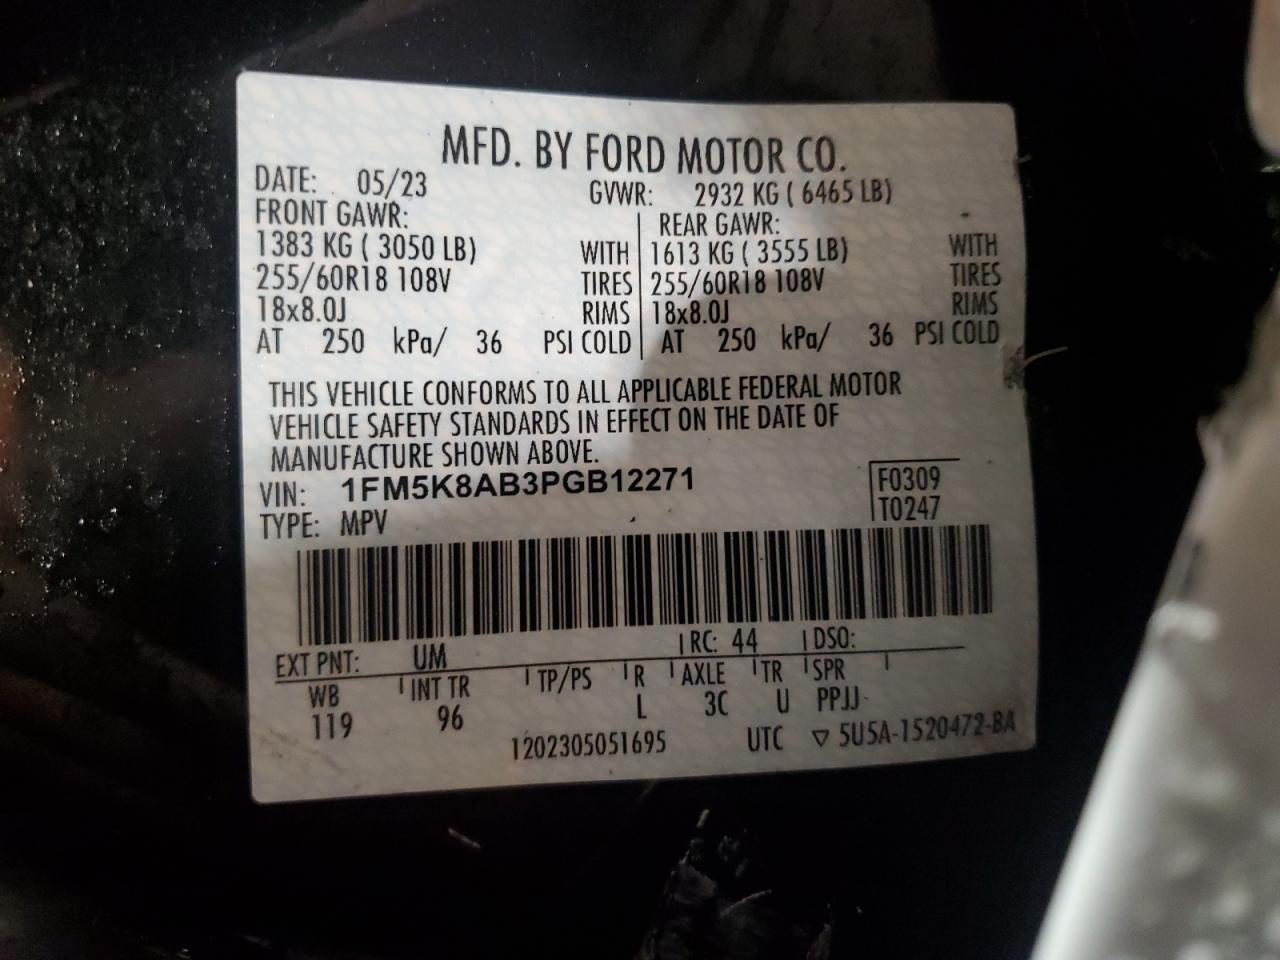 MFD. BY FORD MOTOR CO.
DATE: 05/23 GVWR: 2932 KG ( 6465 LB)
FRONT GAWR: REAR GAWR:
1383 KG ( 3050 LB) WITH 1613 KG ( 3555 LB) WITH
255/60R18 108V TIRES 255/60R18 108V TIRES
18x8.0J RIMS 18x8.0J RIMS
AT 250 kPa/ 36 PSI COLD AT 250 kPa/ 36 PSI COLD
THIS VEHICLE CONFORMS TO ALL APPLICABLE FEDERAL MOTOR
VEHICLE SAFETY STANDARDS IN EFFECT ON THE DATE OF
MANUFACTURE SHOWN ABOVE.
VIN: 1FM5K8AB3PGB12271 F0309
TYPE: MPV T0247
EXT PNT: UM RC: 44 DSO:
WB INT TR TP/PS R AXLE TR SPR
119 96 L 3C U PPJJ
1202305051695 UTC ▽ 5U5A-1520472-BA